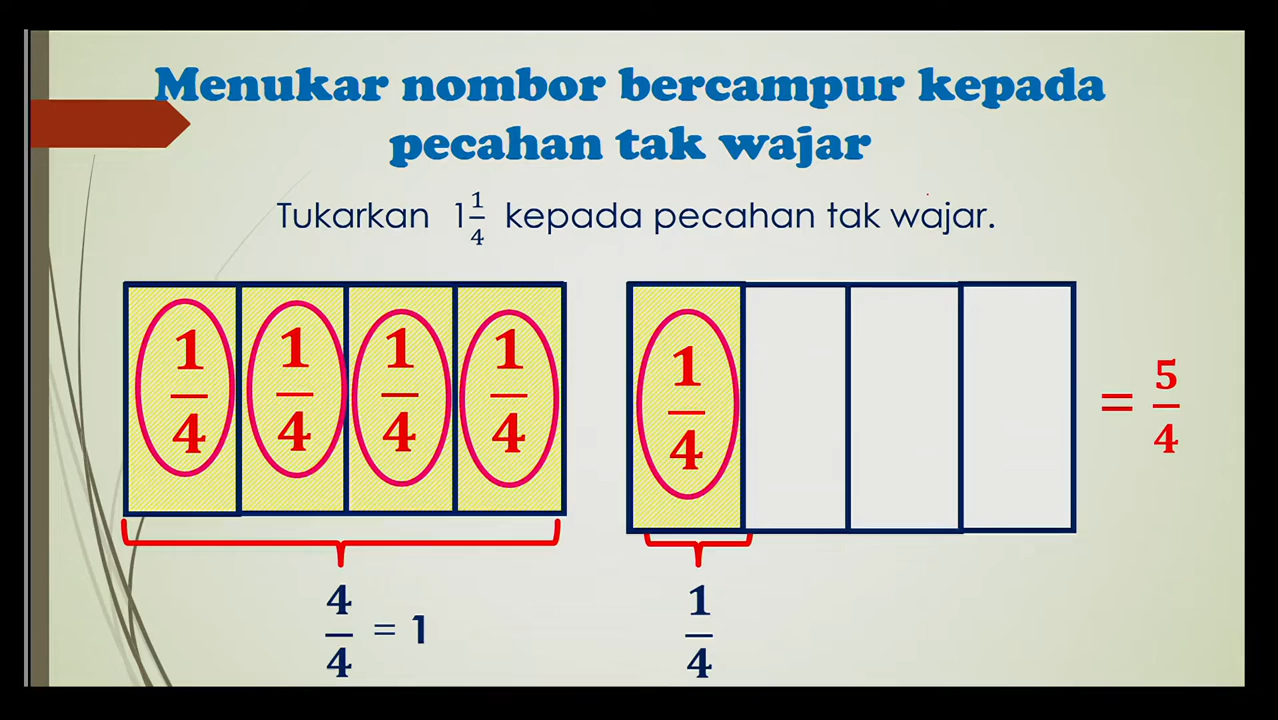 Menukar nombor bercampur kepada
pecahan tak wajar
Tukarkan 1 1/4 kepada pecahan tak wajar.
1/4 1/4 1/4 1/4 1/4 = 5/4
4/4 = 1
1/4